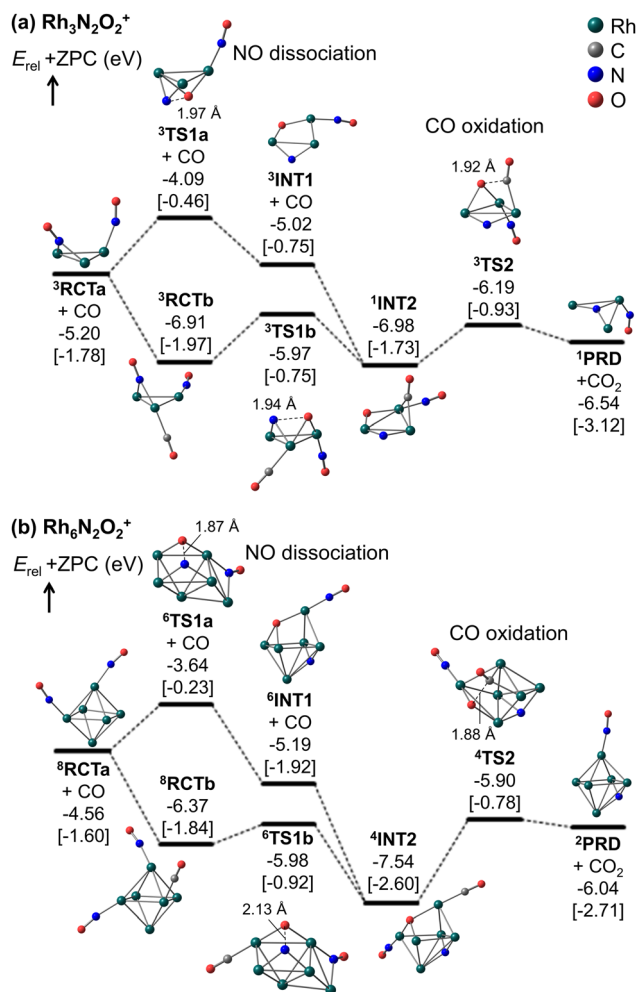 (a) Rh₃N₂O₂⁺
E_rel +ZPC (eV)
NO dissociation
Rh
C
N
O
1.97 Å
³TS1a
+ CO
-4.09
[-0.46]
³INT1
+ CO
-5.02
[-0.75]
CO oxidation
1.92 Å
³TS2
-6.19
[-0.93]
³RCTa
+ CO
-5.20
[-1.78]
³RCTb
-6.91
[-1.97]
³TS1b
-5.97
[-0.75]
1.94 Å
¹INT2
-6.98
[-1.73]
¹PRD
+CO₂
-6.54
[-3.12]
(b) Rh₆N₂O₂⁺
E_rel +ZPC (eV)
1.87 Å
NO dissociation
⁶TS1a
+ CO
-3.64
[-0.23]
⁶INT1
+ CO
-5.19
[-1.92]
CO oxidation
1.88 Å
⁴TS2
-5.90
[-0.78]
⁸RCTa
+ CO
-4.56
[-1.60]
⁸RCTb
-6.37
[-1.84]
⁶TS1b
-5.98
[-0.92]
2.13 Å
⁴INT2
-7.54
[-2.60]
²PRD
+ CO₂
-6.04
[-2.71]